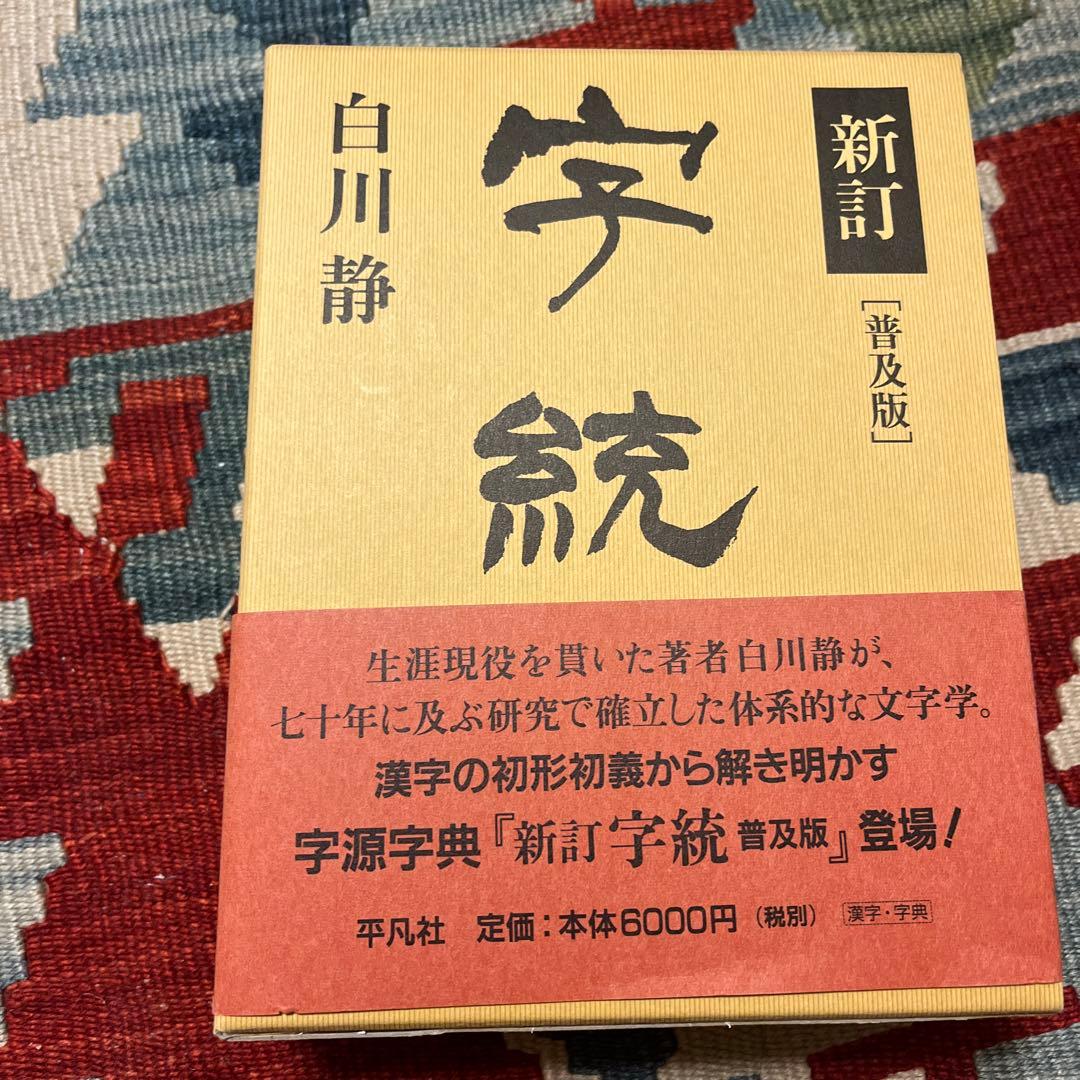 新訂
［普及版］
字統
白川静
生涯現役を貫いた著者白川静が、
七十年に及ぶ研究で確立した体系的な文字学。
漢字の初形初義から解き明かす
字源字典『新訂 字統 普及版』登場!
平凡社 定価:本体6000円(税別) 漢字・字典